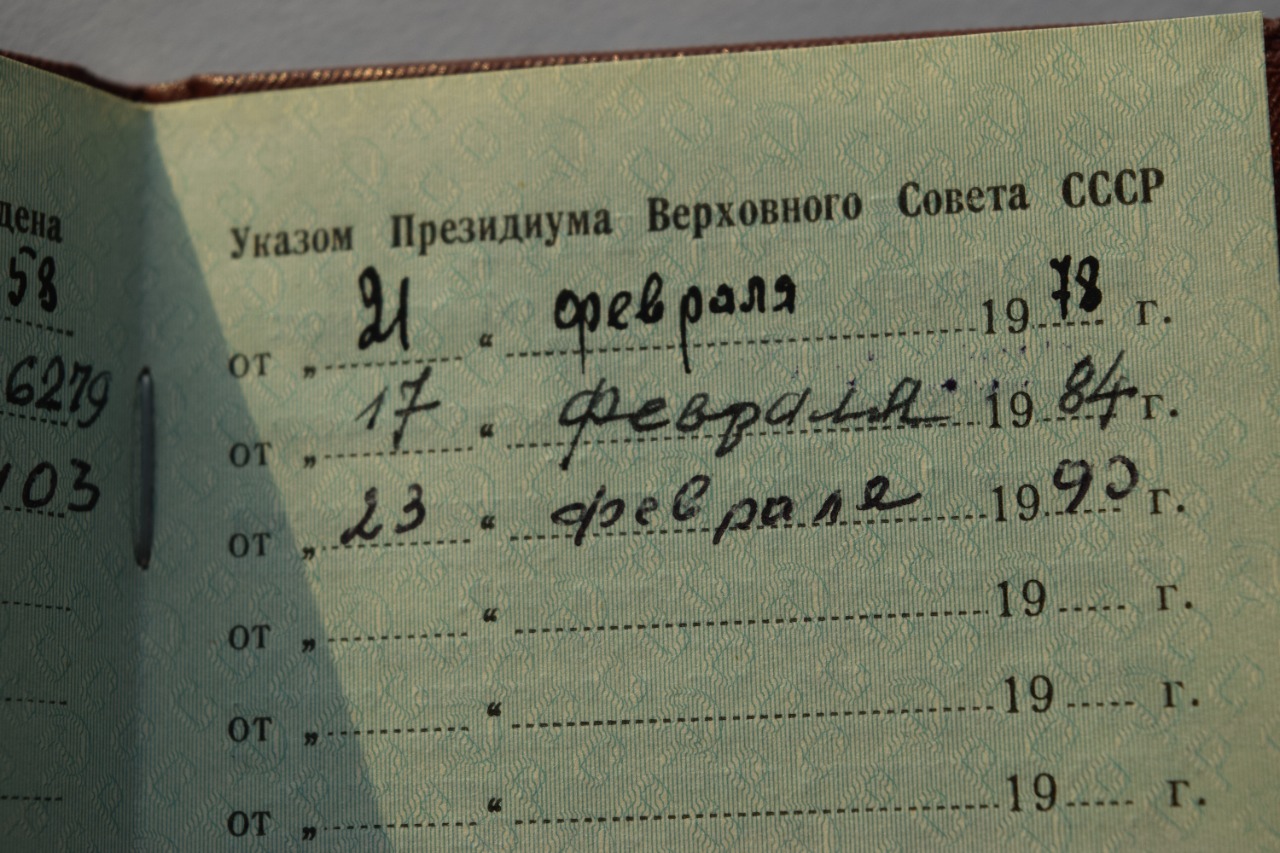 дена
58
6279
103
Указом Президиума Верховного Совета СССР
от „ 21 “ февраля 1978 г.
от „ 17 “ февраля 1984 г.
от „ 23 “ февраля 1990 г.
от „ “ 19 г.
от „ “ 19 г.
от „ “ 19 г.